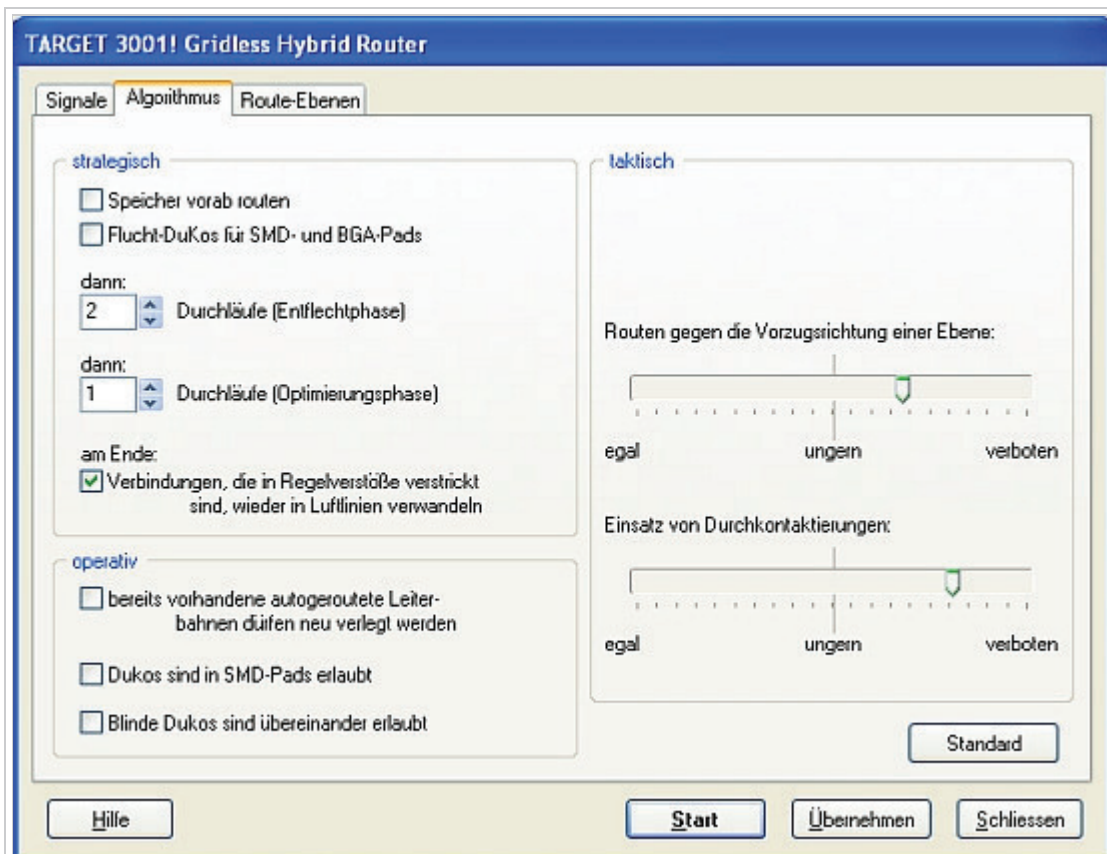 TARGET 3001! Gridless Hybrid Router
Signale
Algorithmus
Route-Ebenen
strategisch
Speicher vorab routen
Flucht-DuKos für SMD- und BGA-Pads
dann:
2
Durchläufe (Entflechtphase)
dann:
1
Durchläufe (Optimierungsphase)
am Ende:
Verbindungen, die in Regelverstöße verstrickt
sind, wieder in Luftlinien verwandeln
operativ
bereits vorhandene autogeroutete Leiter-
bahnen dürfen neu verlegt werden
Dukos sind in SMD-Pads erlaubt
Blinde Dukos sind übereinander erlaubt
taktisch
Routen gegen die Vorzugsrichtung einer Ebene:
egal ungern verboten
Einsatz von Durchkontaktierungen:
egal ungern verboten
Standard
Hilfe
Start
Übernehmen
Schliessen